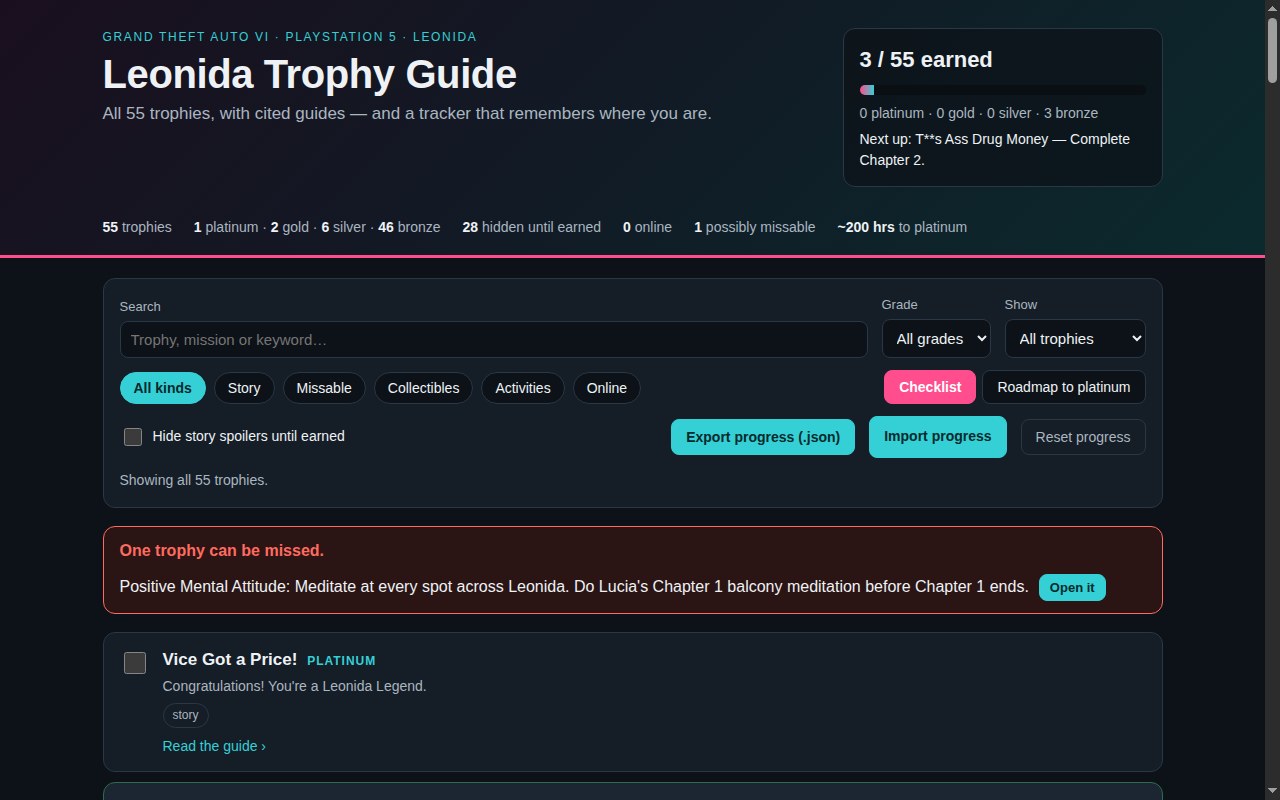 GRAND THEFT AUTO VI · PLAYSTATION 5 · LEONIDA
Leonida Trophy Guide
All 55 trophies, with cited guides — and a tracker that remembers where you are.
3 / 55 earned
0 platinum · 0 gold · 0 silver · 3 bronze
Next up: T**s Ass Drug Money — Complete
Chapter 2.
55 trophies 1 platinum · 2 gold · 6 silver · 46 bronze 28 hidden until earned 0 online 1 possibly missable ~200 hrs to platinum
Search
Grade
Show
Trophy, mission or keyword…
All grades
All trophies
All kinds
Story
Missable
Collectibles
Activities
Online
Checklist
Roadmap to platinum
Hide story spoilers until earned
Export progress (.json)
Import progress
Reset progress
Showing all 55 trophies.
One trophy can be missed.
Positive Mental Attitude: Meditate at every spot across Leonida. Do Lucia's Chapter 1 balcony meditation before Chapter 1 ends. Open it
Vice Got a Price! PLATINUM
Congratulations! You're a Leonida Legend.
story
Read the guide ›